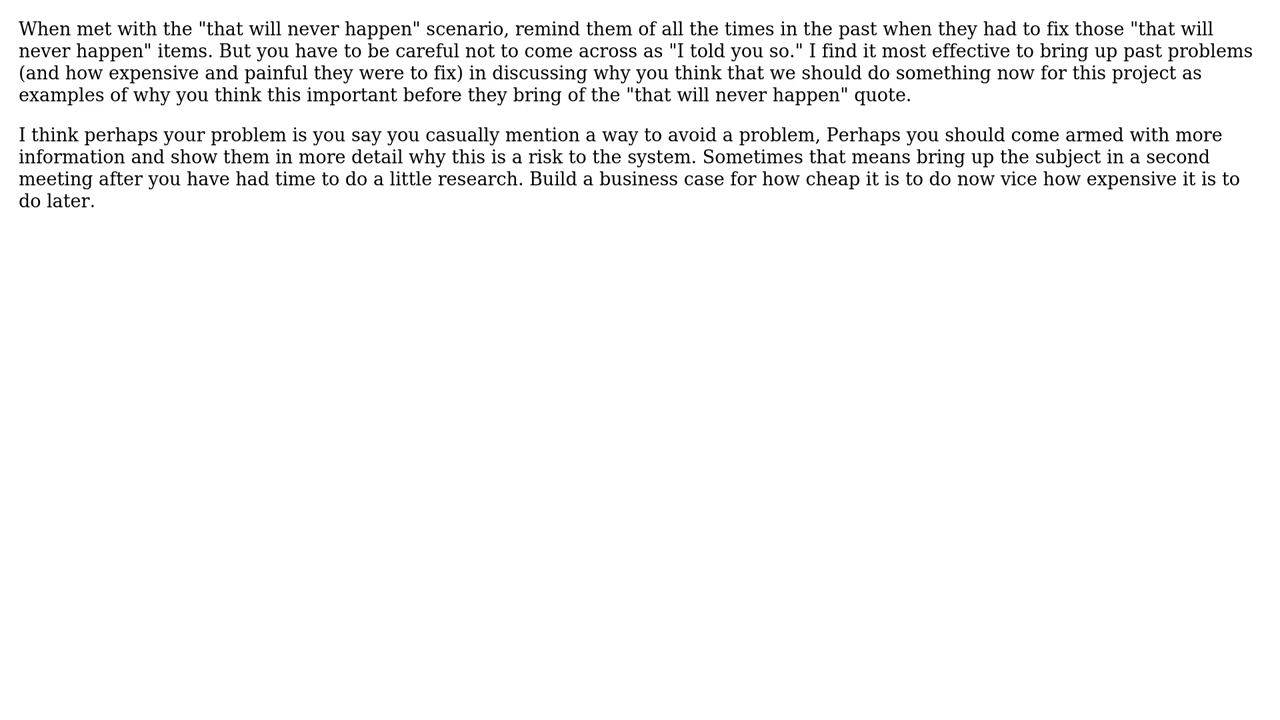 When met with the "that will never happen" scenario, remind them of all the times in the past when they had to fix those "that will
never happen" items. But you have to be careful not to come across as "I told you so." I find it most effective to bring up past problems
(and how expensive and painful they were to fix) in discussing why you think that we should do something now for this project as
examples of why you think this important before they bring of the "that will never happen" quote.
I think perhaps your problem is you say you casually mention a way to avoid a problem, Perhaps you should come armed with more
information and show them in more detail why this is a risk to the system. Sometimes that means bring up the subject in a second
meeting after you have had time to do a little research. Build a business case for how cheap it is to do now vice how expensive it is to
do later.